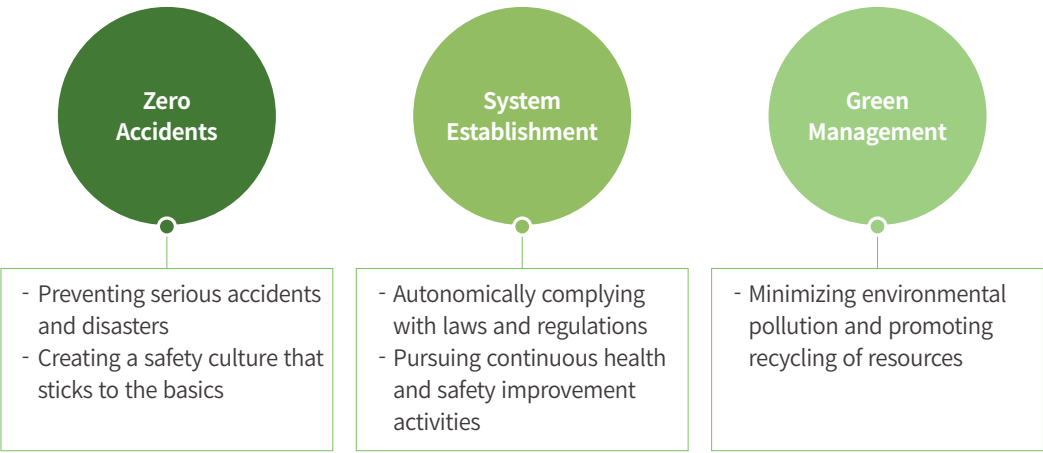 Zero
Accidents
System
Establishment
Green
Management
- Preventing serious accidents
and disasters
- Creating a safety culture that
sticks to the basics
- Autonomically complying
with laws and regulations
- Pursuing continuous health
and safety improvement
activities
- Minimizing environmental
pollution and promoting
recycling of resources